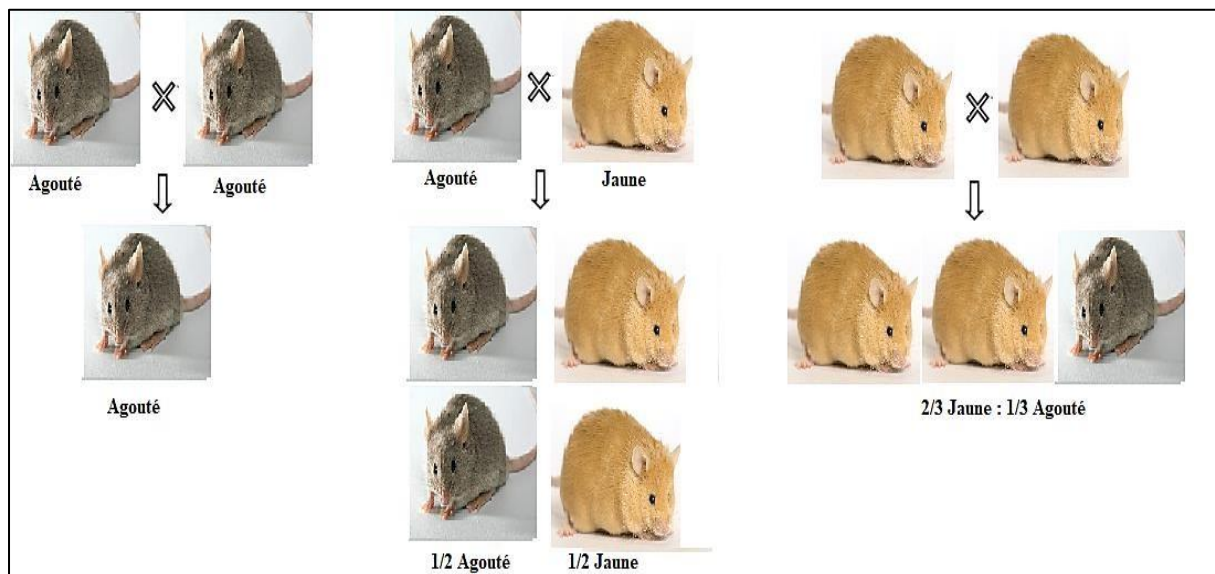 Agouté
Agouté
Agouté
Agouté
Jaune
1/2 Agouté
1/2 Jaune
2/3 Jaune : 1/3 Agouté